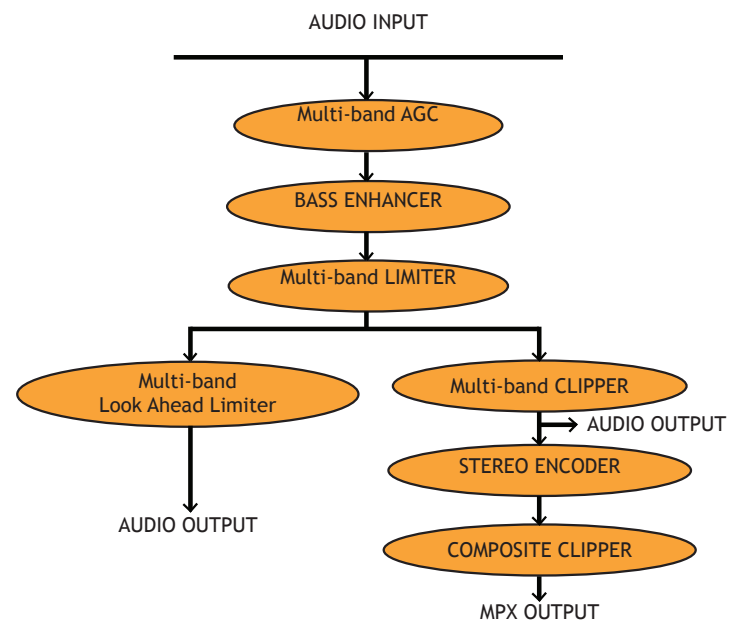 AUDIO INPUT
Multi-band AGC
BASS ENHANCER
Multi-band LIMITER
Multi-band
Look Ahead Limiter
AUDIO OUTPUT
Multi-band CLIPPER
AUDIO OUTPUT
STEREO ENCODER
COMPOSITE CLIPPER
MPX OUTPUT